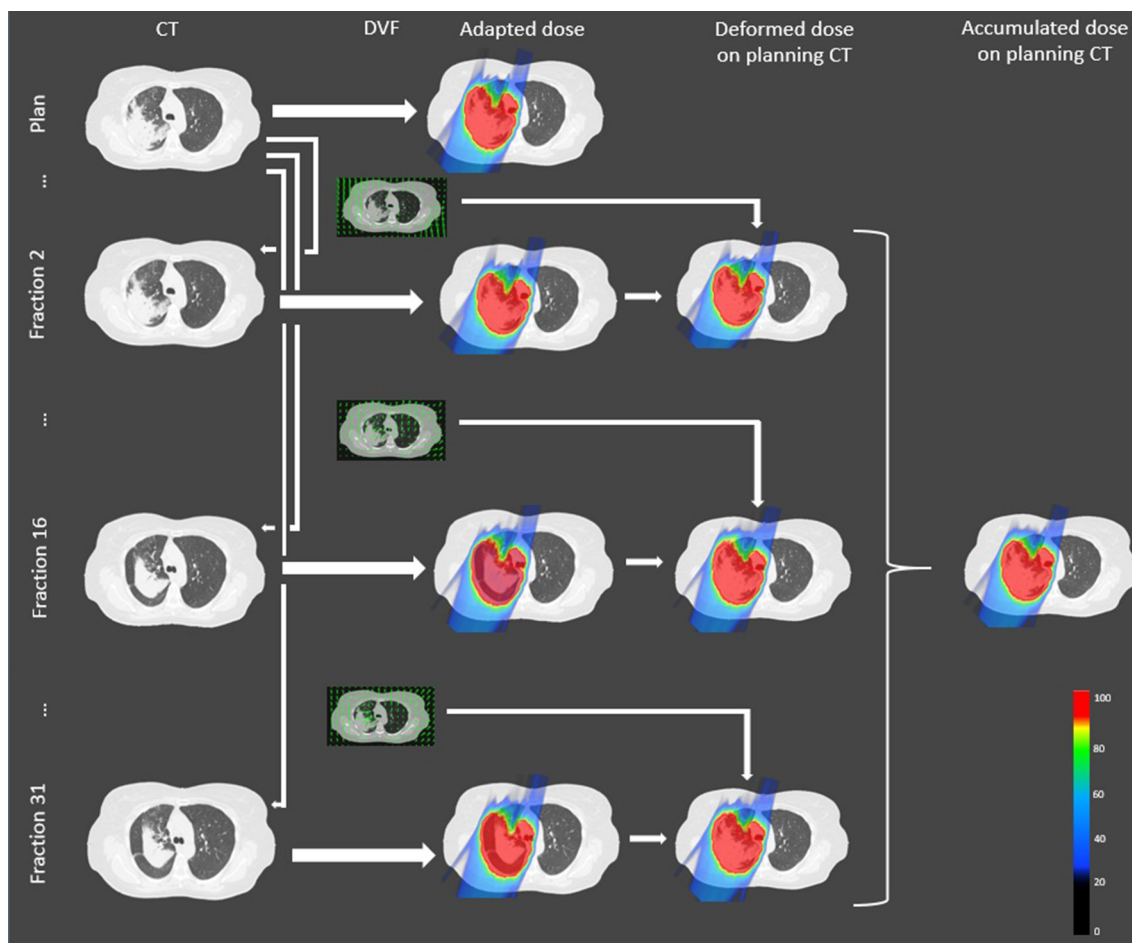 CT
DVF
Adapted dose
Deformed dose
on planning CT
Accumulated dose
on planning CT
Plan
...
Fraction 2
...
Fraction 16
...
Fraction 31
100
80
60
40
20
0